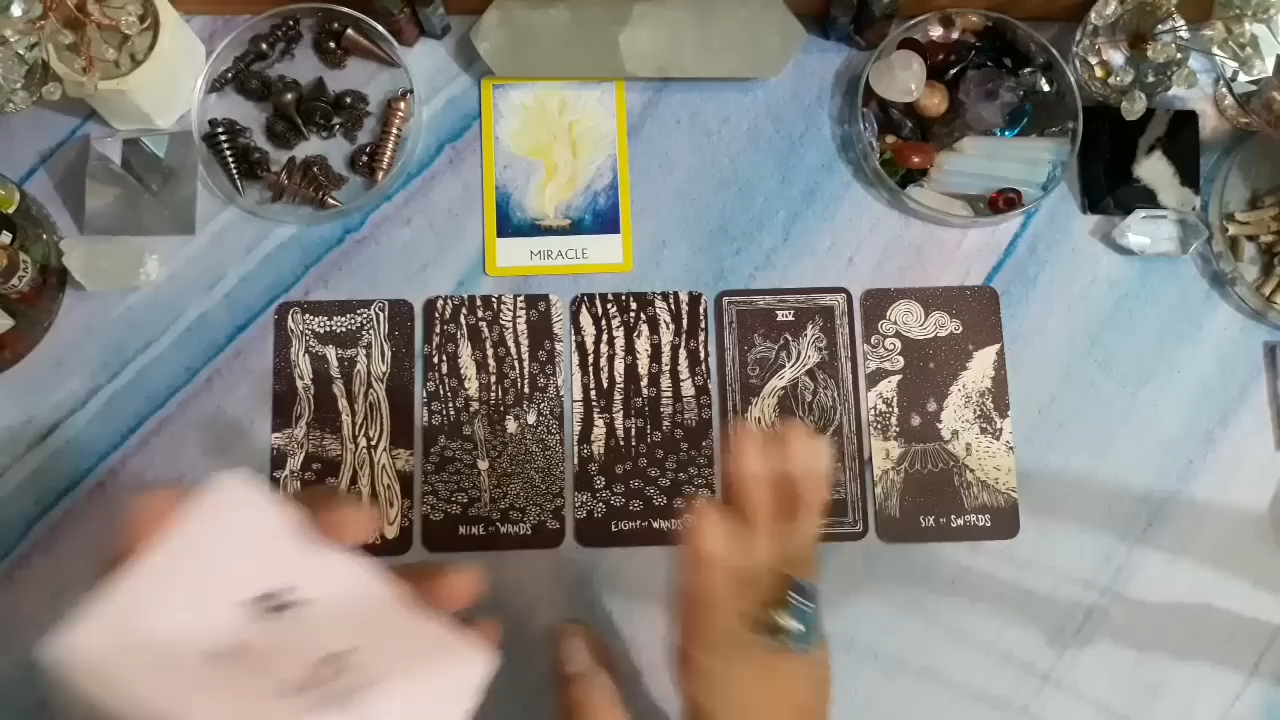 MIRACLE
XIV
NINE OF WANDS
EIGHT OF WANDS
SIX OF SWORDS